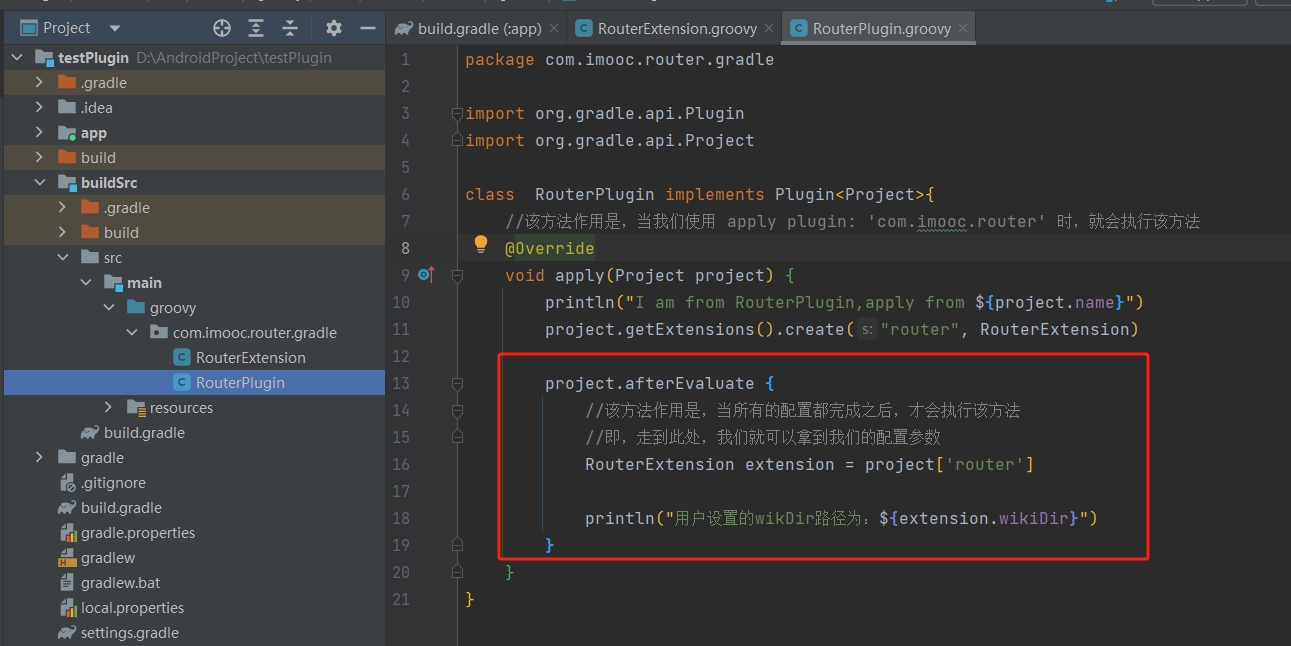 Project
build.gradle (:app)
RouterExtension.groovy
RouterPlugin.groovy
testPlugin D:\AndroidProject\testPlugin
.gradle
.idea
app
build
buildSrc
.gradle
build
src
main
groovy
com.imooc.router.gradle
RouterExtension
RouterPlugin
resources
build.gradle
gradle
.gitignore
build.gradle
gradle.properties
gradlew
gradlew.bat
local.properties
settings.gradle
1 package com.imooc.router.gradle
2
3 import org.gradle.api.Plugin
4 import org.gradle.api.Project
5
6 class  RouterPlugin implements Plugin<Project>{
7 //该方法作用是，当我们使用 apply plugin: 'com.imooc.router' 时，就会执行该方法
8 @Override
9 void apply(Project project) {
10 println("I am from RouterPlugin,apply from ${project.name}")
11 project.getExtensions().create( s: "router", RouterExtension)
12
13 project.afterEvaluate {
14 //该方法作用是，当所有的配置都完成之后，才会执行该方法
15 //即，走到此处，我们就可以拿到我们的配置参数
16 RouterExtension extension = project['router']
17
18 println("用户设置的wikDir路径为：${extension.wikiDir}")
19 }
20 }
21 }